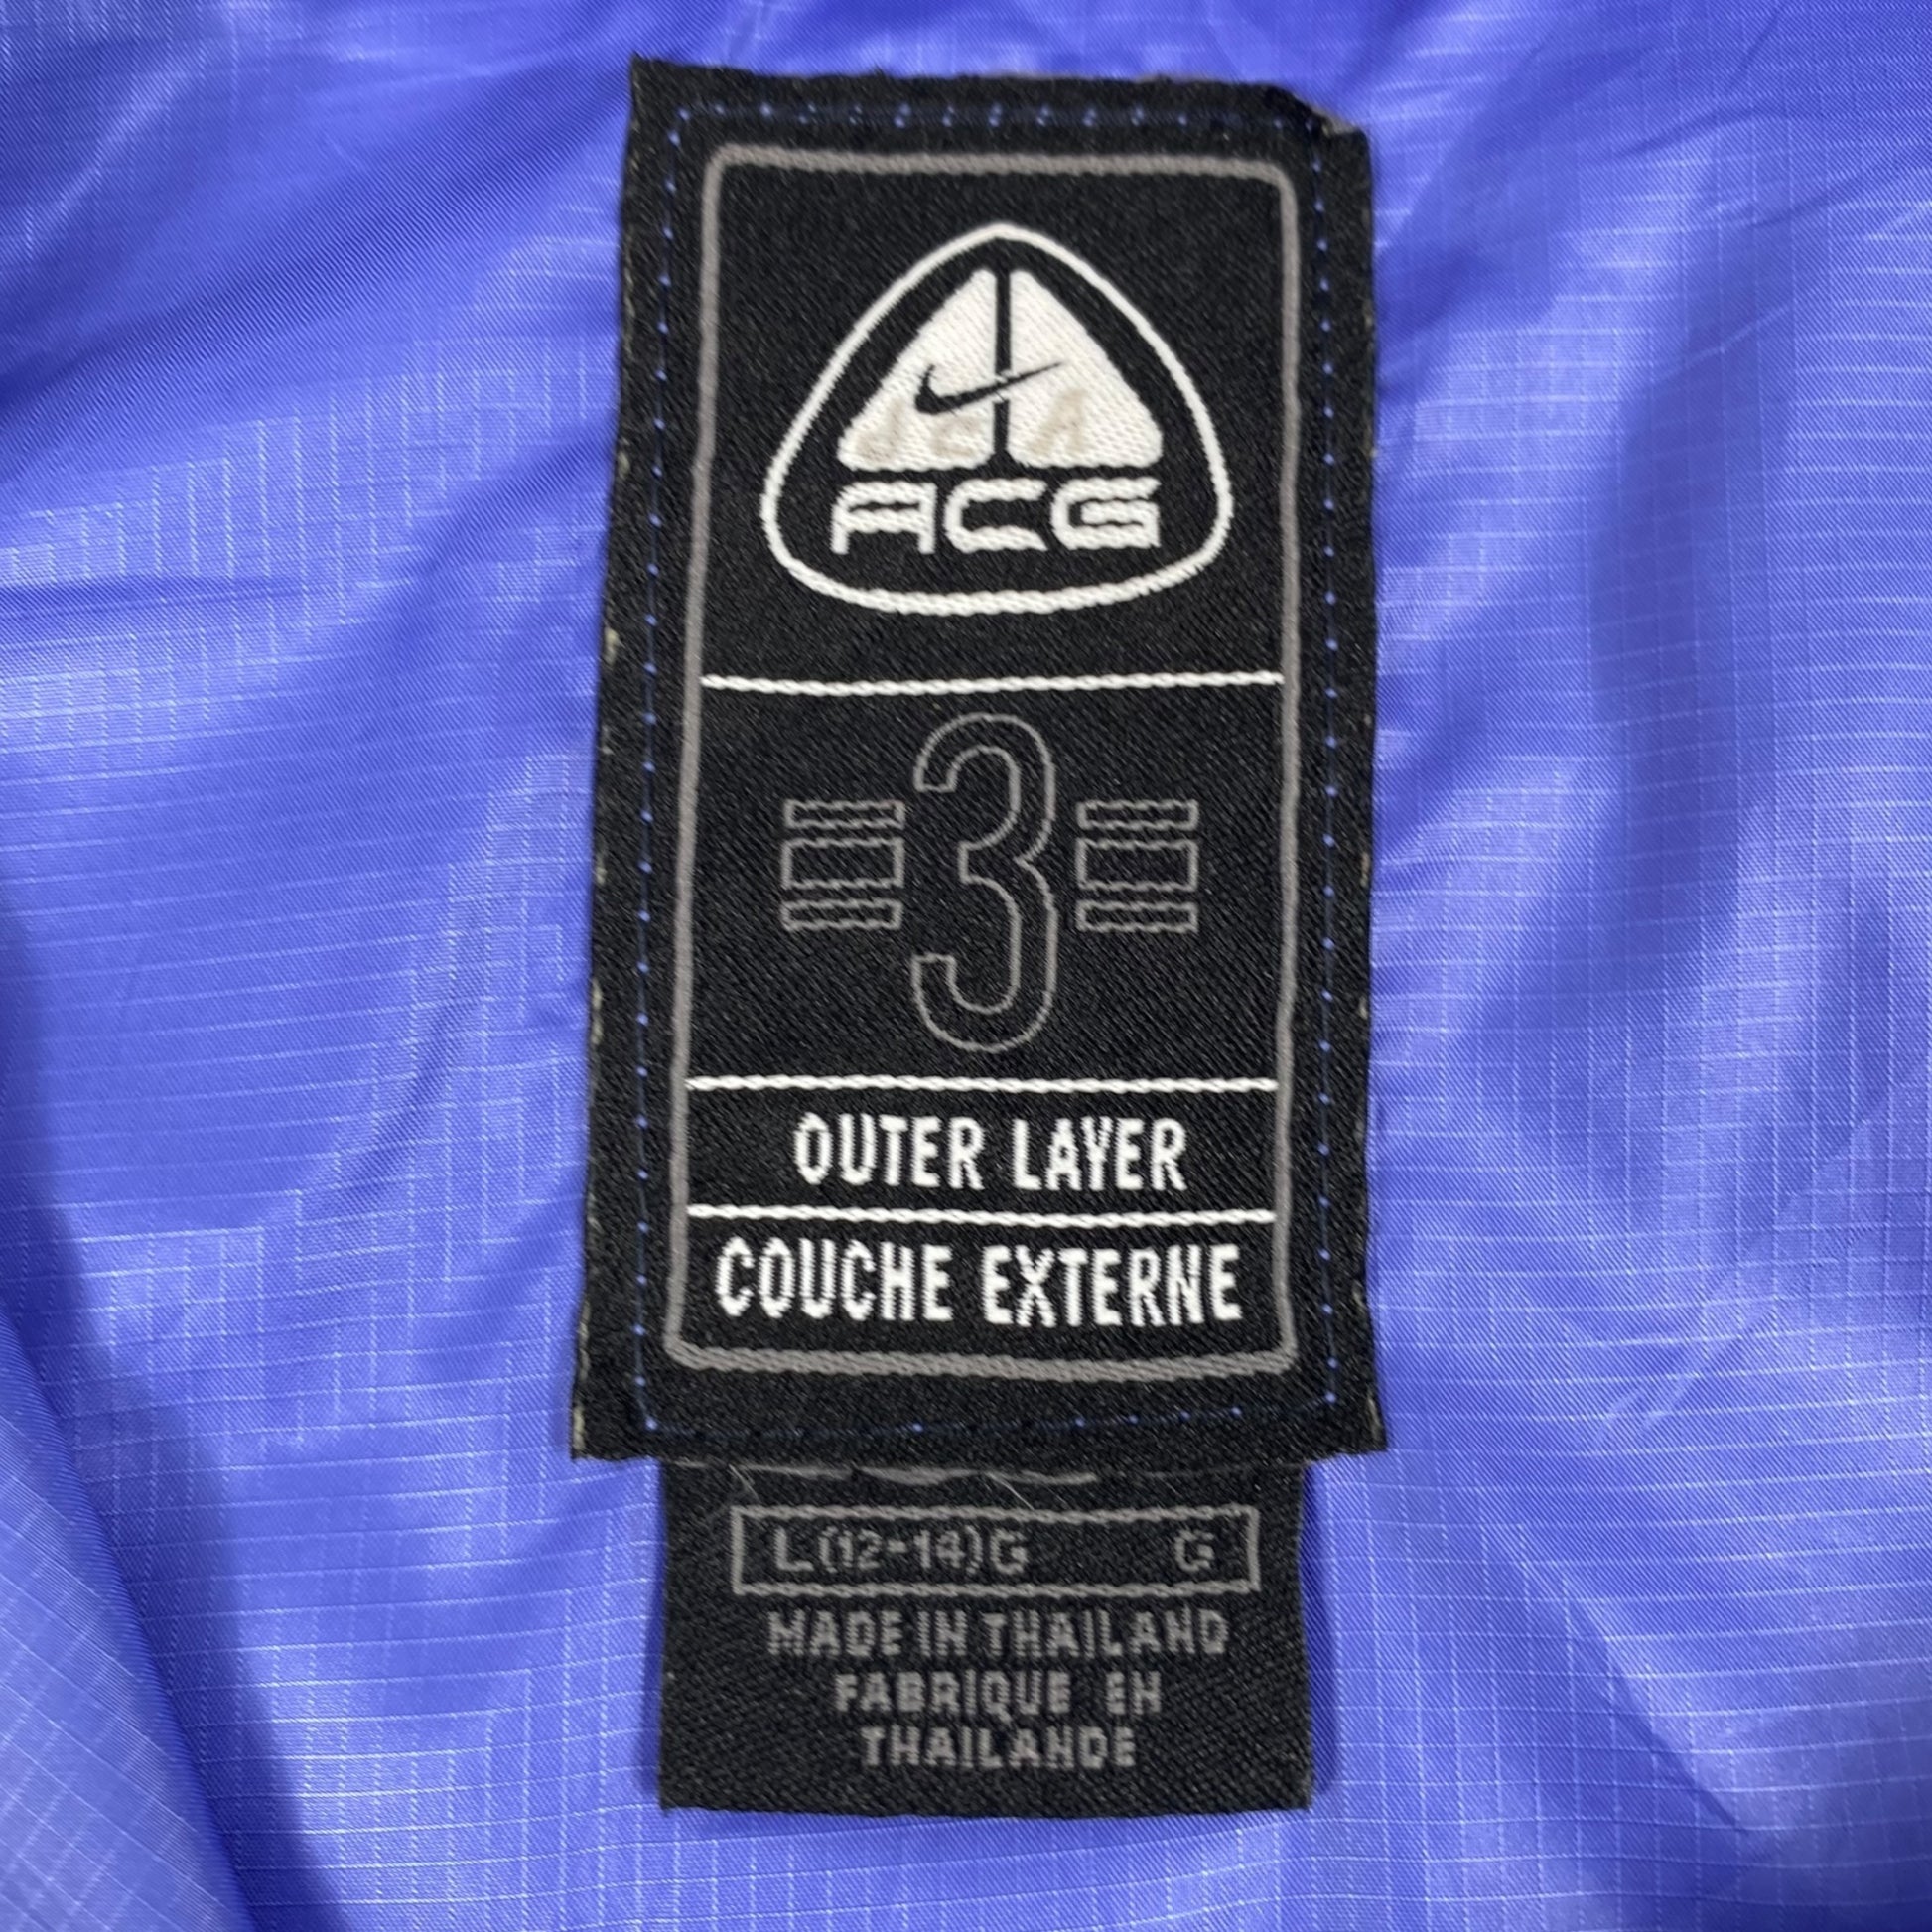 ACG
3
OUTER LAYER
COUCHE EXTERNE
L(12-14)G G
MADE IN THAILAND
FABRIQUE EN
THAILANDE